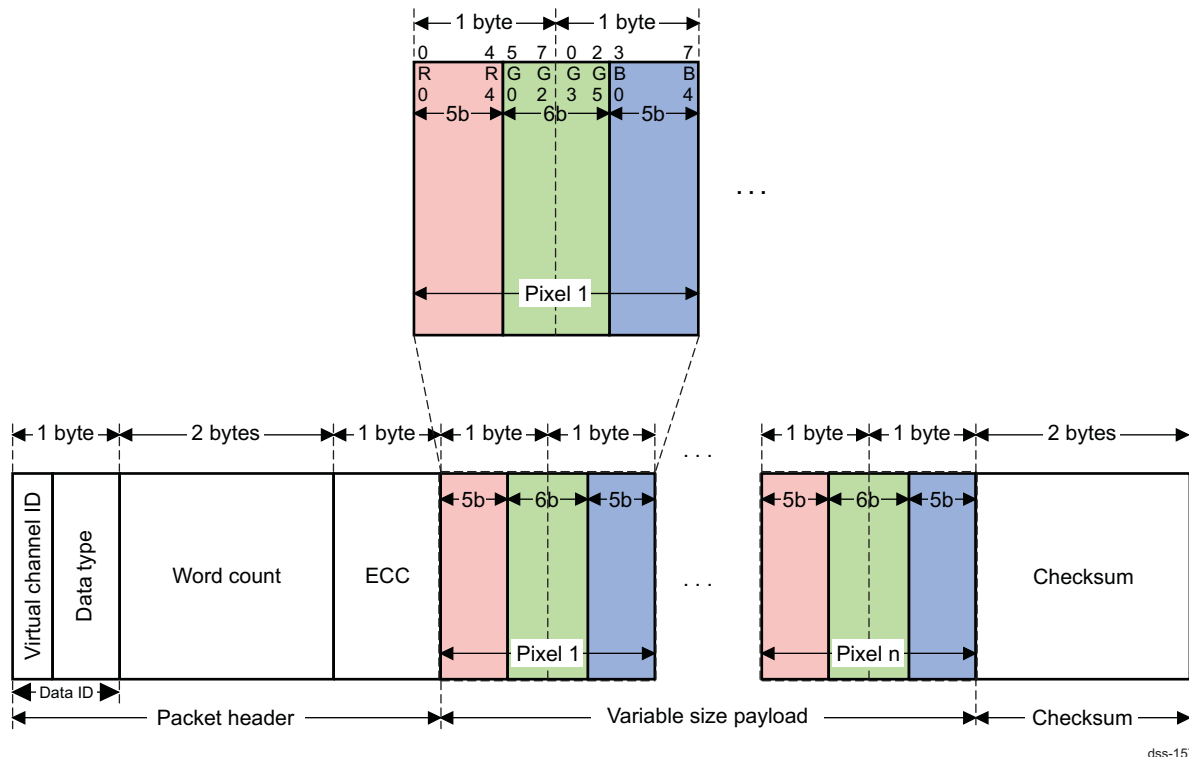 1 byte 1 byte
0 4 5 7 0 2 3 7
R R G G G G B B
0 4 0 2 3 5 0 4
5b 6b 5b
. . .
Pixel 1
1 byte 2 bytes 1 byte 1 byte 1 byte . . . 1 byte 1 byte 2 bytes
Virtual channel ID
Data type
Word count
ECC
5b 6b 5b
Pixel 1
. . .
5b 6b 5b
Pixel n
Checksum
Data ID
Packet header Variable size payload Checksum